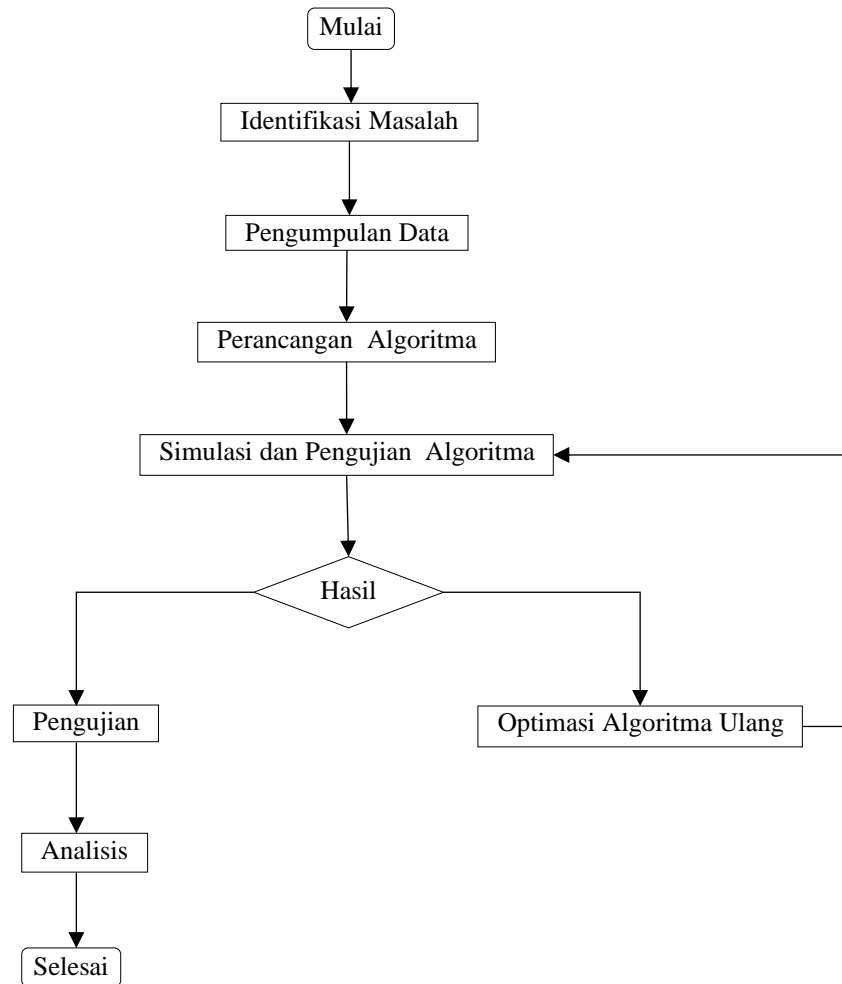 Mulai
Identifikasi Masalah
Pengumpulan Data
Perancangan Algoritma
Simulasi dan Pengujian Algoritma
Hasil
Pengujian
Optimasi Algoritma Ulang
Analisis
Selesai